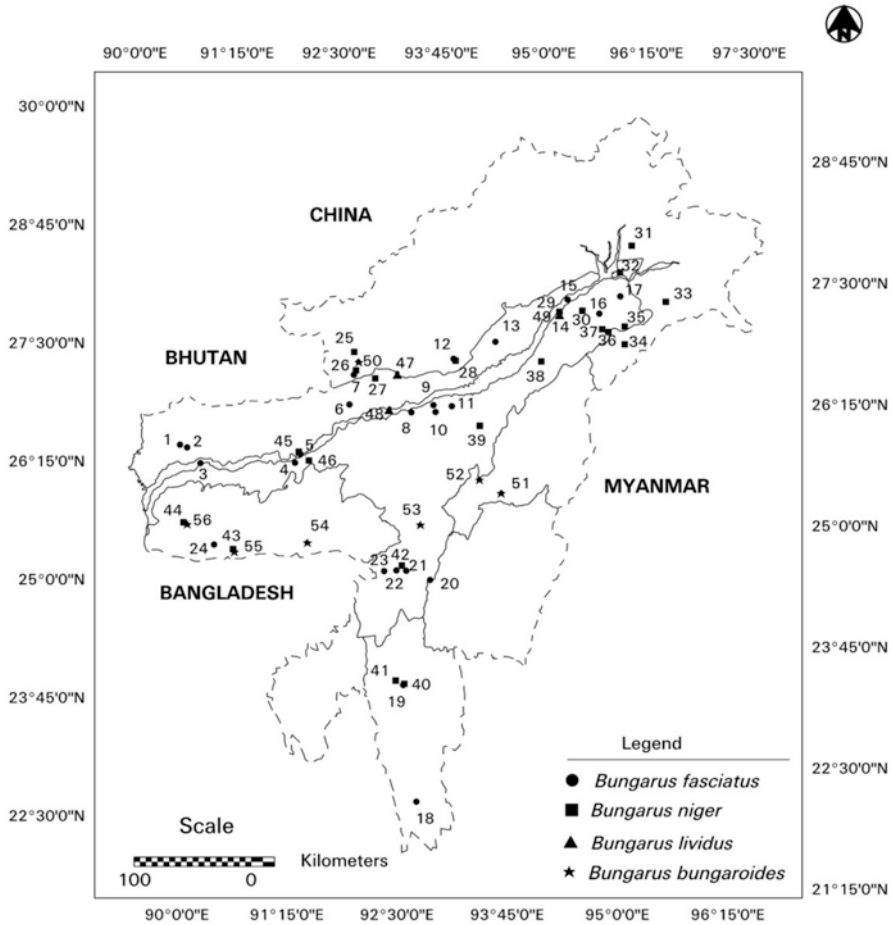 N
90°0'0"E 91°15'0"E 92°30'0"E 93°45'0"E 95°0'0"E 96°15'0"E 97°30'0"E
30°0'0"N
28°45'0"N
28°45'0"N
CHINA
31
32
27°30'0"N
15
17
33
29
16
49
14
30
35
13
27°30'0"N
25
37
36
34
12
BHUTAN
26
50
47
28
38
7
27
9
6
11
26°15'0"N
48
8
10
39
1
2
45
5
26°15'0"N
3
4
46
52
51
MYANMAR
44
56
54
53
25°0'0"N
24
43
55
42
23
21
25°0'0"N
22
20
BANGLADESH
23°45'0"N
41
40
23°45'0"N
19
Legend
22°30'0"N
Bungarus fasciatus
18
Bungarus niger
22°30'0"N
Scale
Bungarus lividus
Kilometers
Bungarus bungaroides
100 0
21°15'0"N
90°0'0"E 91°15'0"E 92°30'0"E 93°45'0"E 95°0'0"E 96°15'0"E